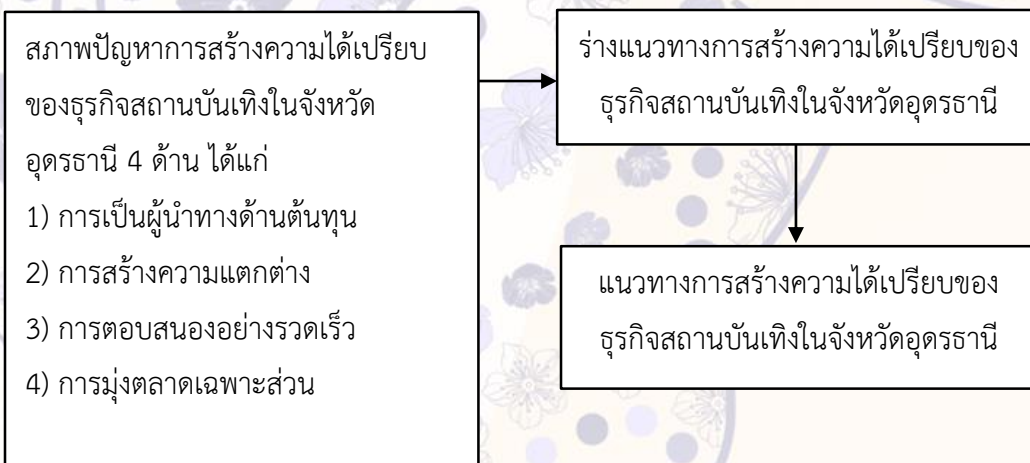 สภาพปัญหาการสร้างความได้เปรียบ
ของธุรกิจสถานบันเทิงในจังหวัด
อุดรธานี 4 ด้าน ได้แก่
1) การเป็นผู้นำทางด้านต้นทุน
2) การสร้างความแตกต่าง
3) การตอบสนองอย่างรวดเร็ว
4) การมุ่งตลาดเฉพาะส่วน
ร่างแนวทางการสร้างความได้เปรียบของ
ธุรกิจสถานบันเทิงในจังหวัดอุดรธานี
แนวทางการสร้างความได้เปรียบของ
ธุรกิจสถานบันเทิงในจังหวัดอุดรธานี